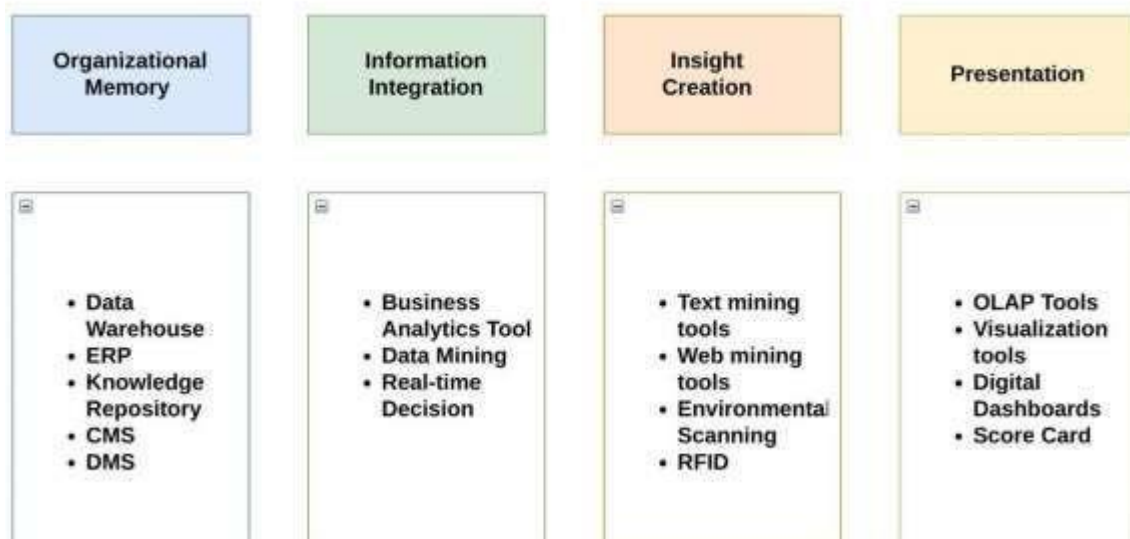 Organizational
Memory
Information
Integration
Insight
Creation
Presentation
• Data
Warehouse
• ERP
• Knowledge
Repository
• CMS
• DMS
• Business
Analytics Tool
• Data Mining
• Real-time
Decision
• Text mining
tools
• Web mining
tools
• Environmental
Scanning
• RFID
• OLAP Tools
• Visualization
tools
• Digital
Dashboards
• Score Card